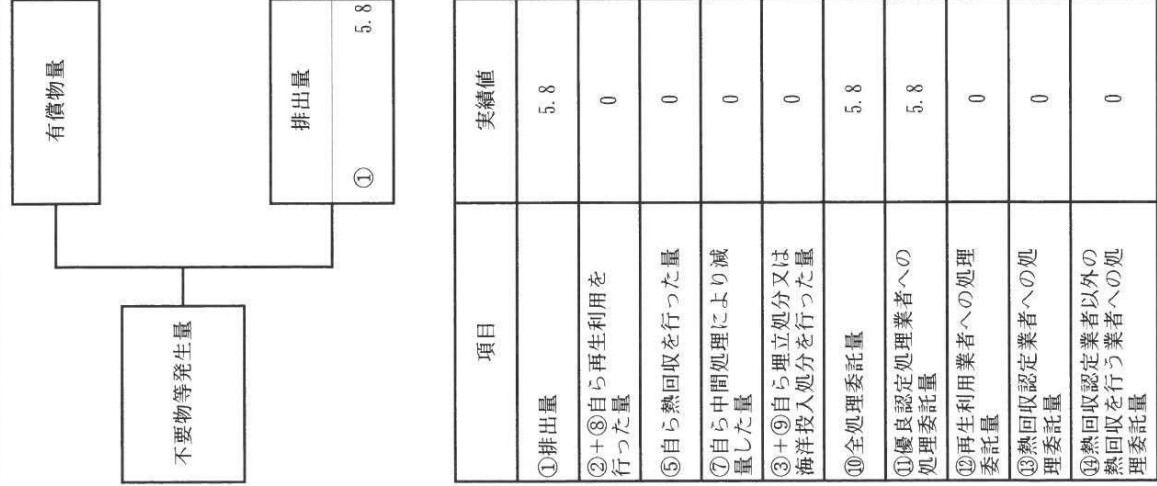 有償物量
不要物等発生量
排出量
① 5.8
項目 実績値
①排出量 5.8
②+⑧自ら再生利用を
行った量 0
⑤自ら熱回収を行った量 0
⑦自ら中間処理により減
量した量 0
③+⑨自ら埋立処分又は
海洋投入処分を行った量 0
⑩全処理委託量 5.8
⑪優良認定処理業者への
処理委託量 5.8
⑫再生利用業者への処理
委託量 0
⑬熱回収認定業者への処
理委託量 0
⑭熱回収認定業者以外の
熱回収を行う業者への処
理委託量 0